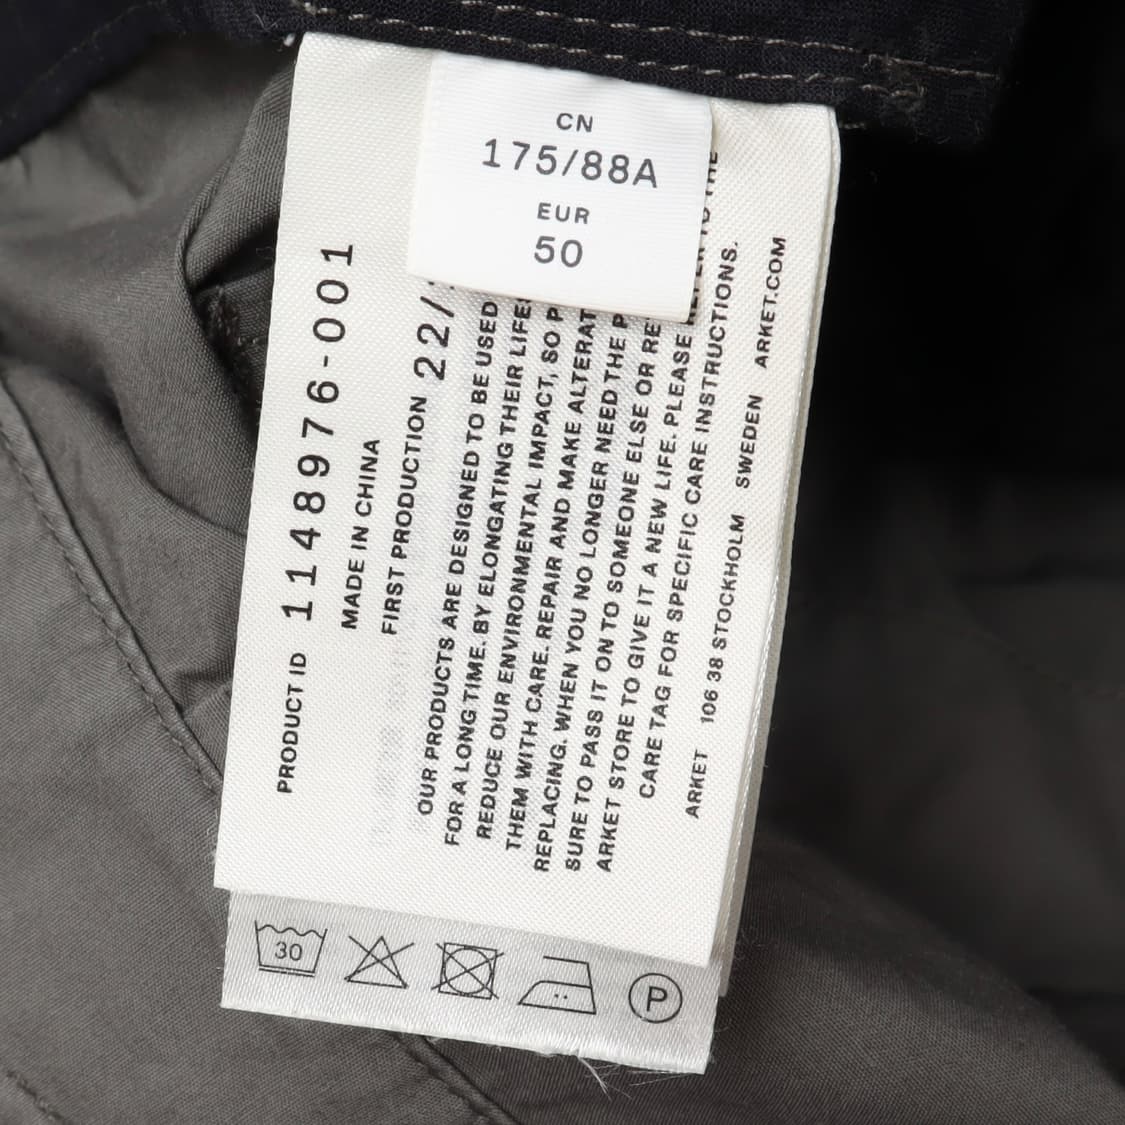 CN
175/88A
EUR
50
PRODUCT ID 1148976-001
MADE IN CHINA
FIRST PRODUCTION 22/
OUR PRODUCTS ARE DESIGNED TO BE USED
FOR A LONG TIME. BY ELONGATING THEIR LIFE
REDUCE OUR ENVIRONMENTAL IMPACT, SO
THEM WITH CARE. REPAIR AND MAKE
REPLACING. WHEN YOU NO LONGER NEED THE
SURE TO PASS IT ON TO SOMEONE ELSE OR
ARKET STORE TO GIVE IT A NEW LIFE. PLEASE
CARE TAG FOR SPECIFIC CARE INSTRUCTIONS.
ARKET 106 38 STOCKHOLM SWEDEN ARKET.COM
30
P